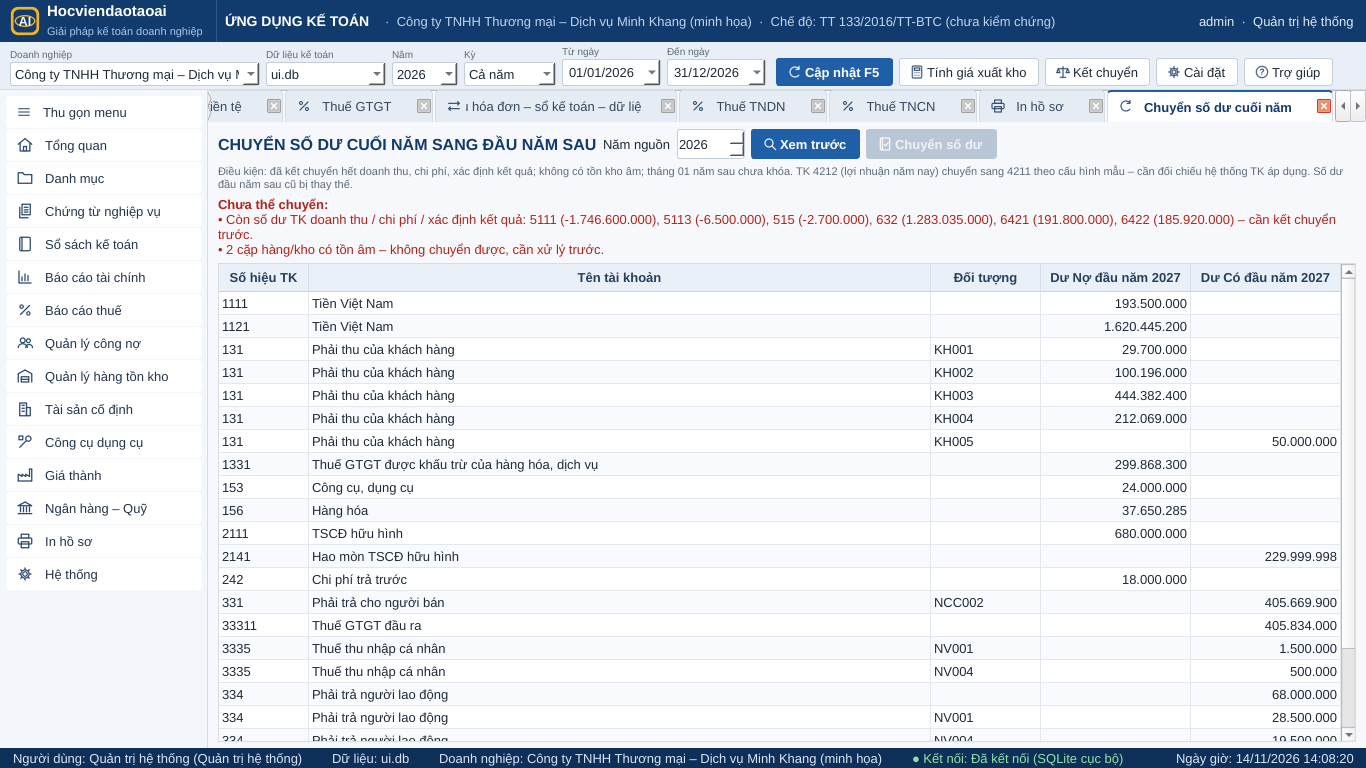 Hocviendaotaoai
Giải pháp kế toán doanh nghiệp
ỨNG DỤNG KẾ TOÁN · Công ty TNHH Thương mại – Dịch vụ Minh Khang (minh họa) · Chế độ: TT 133/2016/TT-BTC (chưa kiểm chứng)
admin · Quản trị hệ thống
Doanh nghiệp
Công ty TNHH Thương mại – Dịch vụ
Dữ liệu kế toán
ui.db
Năm
2026
Kỳ
Cả năm
Từ ngày
01/01/2026
Đến ngày
31/12/2026
Cập nhật F5
Tính giá xuất kho
Kết chuyển
Cài đặt
Trợ giúp
Thu gọn menu
Tổng quan
Danh mục
Chứng từ nghiệp vụ
Sổ sách kế toán
Báo cáo tài chính
Báo cáo thuế
Quản lý công nợ
Quản lý hàng tồn kho
Tài sản cố định
Công cụ dụng cụ
Giá thành
Ngân hàng – Quỹ
In hồ sơ
Hệ thống
tiền tệ
Thuế GTGT
hóa đơn – sổ kế toán – dữ liệ
Thuế TNDN
Thuế TNCN
In hồ sơ
Chuyển số dư cuối năm
CHUYỂN SỐ DƯ CUỐI NĂM SANG ĐẦU NĂM SAU Năm nguồn 2026 Xem trước Chuyển số dư
Điều kiện: đã kết chuyển hết doanh thu, chi phí, xác định kết quả; không có tồn kho âm; tháng 01 năm sau chưa khóa. TK 4212 (lợi nhuận năm nay) chuyển sang 4211 theo cấu hình mẫu – cần đối chiếu hệ thống TK áp dụng. Số dư
đầu năm sau cũ bị thay thế.
Chưa thể chuyển:
• Còn số dư TK doanh thu / chi phí / xác định kết quả: 5111 (-1.746.600.000), 5113 (-6.500.000), 515 (-2.700.000), 632 (1.283.035.000), 6421 (191.800.000), 6422 (185.920.000) – cần kết chuyển
trước.
• 2 cặp hàng/kho có tồn âm – không chuyển được, cần xử lý trước.
Số hiệu TK Tên tài khoản Đối tượng Dư Nợ đầu năm 2027 Dư Có đầu năm 2027
1111 Tiền Việt Nam 193.500.000
1121 Tiền Việt Nam 1.620.445.200
131 Phải thu của khách hàng KH001 29.700.000
131 Phải thu của khách hàng KH002 100.196.000
131 Phải thu của khách hàng KH003 444.382.400
131 Phải thu của khách hàng KH004 212.069.000
131 Phải thu của khách hàng KH005 50.000.000
1331 Thuế GTGT được khấu trừ của hàng hóa, dịch vụ 299.868.300
153 Công cụ, dụng cụ 24.000.000
156 Hàng hóa 37.650.285
2111 TSCĐ hữu hình 680.000.000
2141 Hao mòn TSCĐ hữu hình 229.999.998
242 Chi phí trả trước 18.000.000
331 Phải trả cho người bán NCC002 405.669.900
33311 Thuế GTGT đầu ra 405.834.000
3335 Thuế thu nhập cá nhân NV001 1.500.000
3335 Thuế thu nhập cá nhân NV004 500.000
334 Phải trả người lao động 68.000.000
334 Phải trả người lao động NV001 28.500.000
334 Phải trả người lao động NV004 19.500.000
Người dùng: Quản trị hệ thống (Quản trị hệ thống) Dữ liệu: ui.db Doanh nghiệp: Công ty TNHH Thương mại – Dịch vụ Minh Khang (minh họa) ● Kết nối: Đã kết nối (SQLite cục bộ) Ngày giờ: 14/11/2026 14:08:20